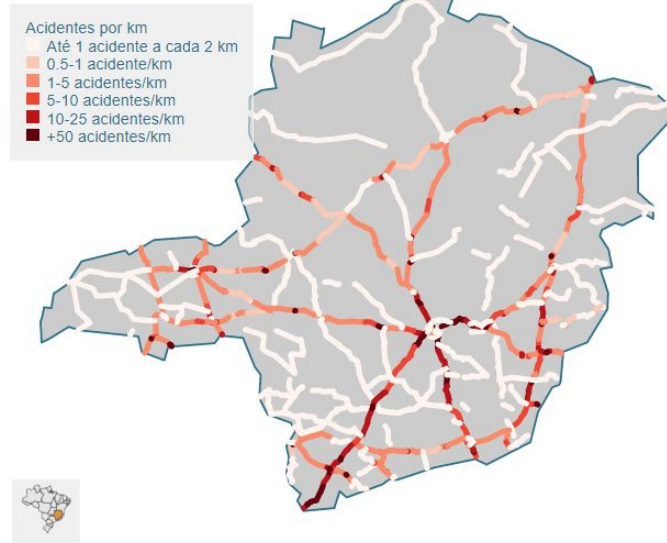 Acidentes por km
Até 1 acidente a cada 2 km
0.5-1 acidente/km
1-5 acidentes/km
5-10 acidentes/km
10-25 acidentes/km
+50 acidentes/km